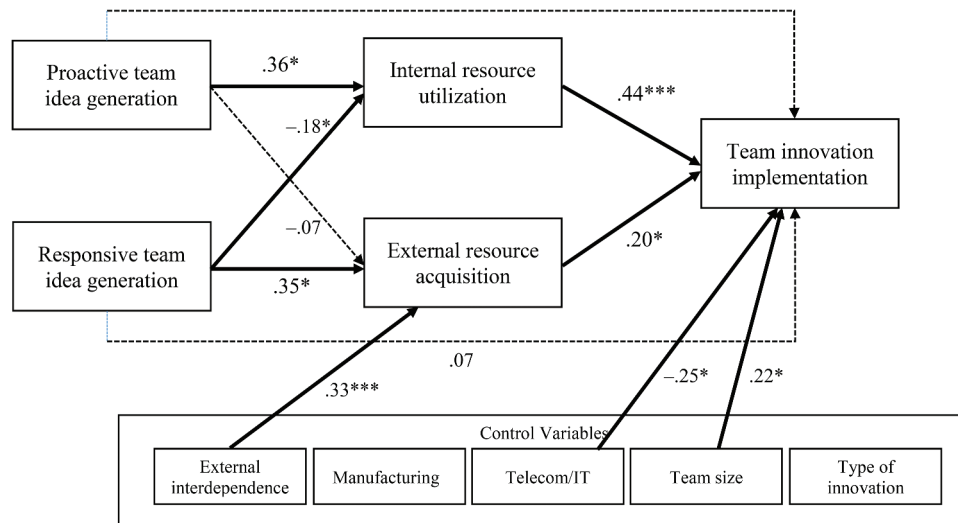 Proactive team
idea generation
.36*
Internal resource
utilization
.44***
–.18*
Team innovation
implementation
–.07
Responsive team
idea generation
.35*
External resource
acquisition
.20*
.07
.33***
–.25*
.22*
Control Variables
External
interdependence
Manufacturing
Telecom/IT
Team size
Type of
innovation